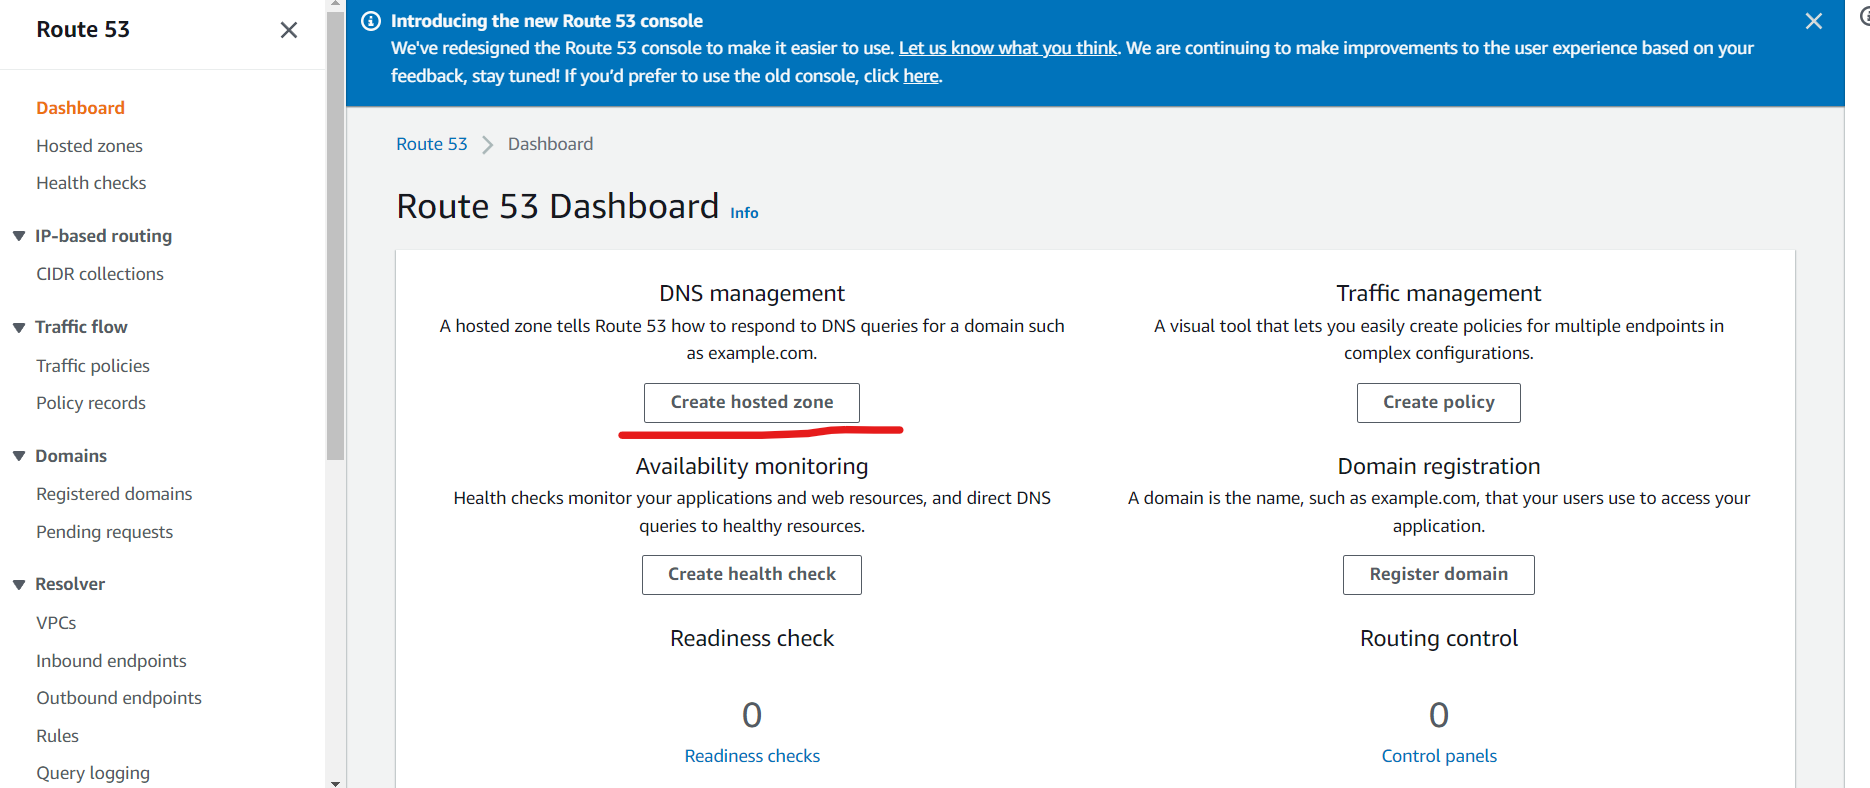 Route 53
Dashboard
Hosted zones
Health checks
IP-based routing
CIDR collections
Traffic flow
Traffic policies
Policy records
Domains
Registered domains
Pending requests
Resolver
VPCs
Inbound endpoints
Outbound endpoints
Rules
Query logging
Introducing the new Route 53 console
We've redesigned the Route 53 console to make it easier to use. Let us know what you think. We are continuing to make improvements to the user experience based on your
feedback, stay tuned! If you’d prefer to use the old console, click here.
Route 53 Dashboard
Route 53 Dashboard Info
DNS management
A hosted zone tells Route 53 how to respond to DNS queries for a domain such
as example.com.
Create hosted zone
Traffic management
A visual tool that lets you easily create policies for multiple endpoints in
complex configurations.
Create policy
Availability monitoring
Health checks monitor your applications and web resources, and direct DNS
queries to healthy resources.
Create health check
Domain registration
A domain is the name, such as example.com, that your users use to access your
application.
Register domain
Readiness check
0
Readiness checks
Routing control
0
Control panels